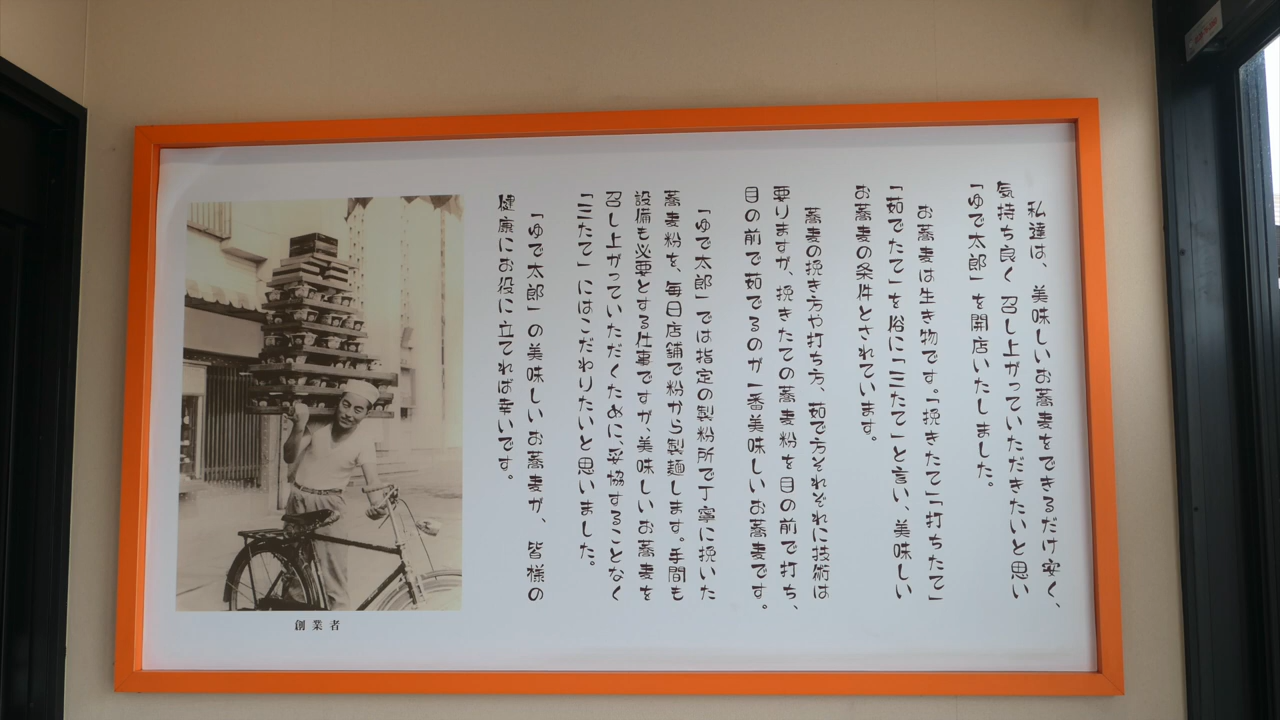 私達は、美味しいお蕎麦をできるだけ安く、
気持ち良く召し上がっていただきたいと思い
「ゆで太郎」を開店いたしました。
お蕎麦は生き物です。「挽きたて」「打ちたて」
「茹でたて」を俗に「三たて」と言い、美味しい
お蕎麦の条件とされています。
蕎麦の挽き方や打ち方、茹で方それぞれに技術は
要りますが、挽きたての蕎麦粉を目の前で打ち、
目の前で茹でるのが一番美味しいお蕎麦です。
「ゆで太郎」では指定の製粉所で丁寧に挽いた
蕎麦粉を、毎日店舗で粉から製麺します。手間も
設備も必要とする仕事ですが、美味しいお蕎麦を
召し上がっていただくために、妥協することなく
「三たて」にはこだわりたいと思いました。
「ゆで太郎」の美味しいお蕎麦が、皆様の
健康にお役に立てれば幸いです。
創業者